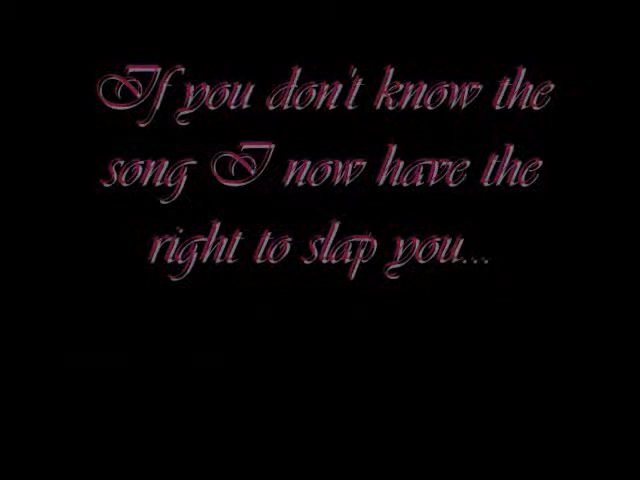 If you don't know the
song I now have the
right to slap you...